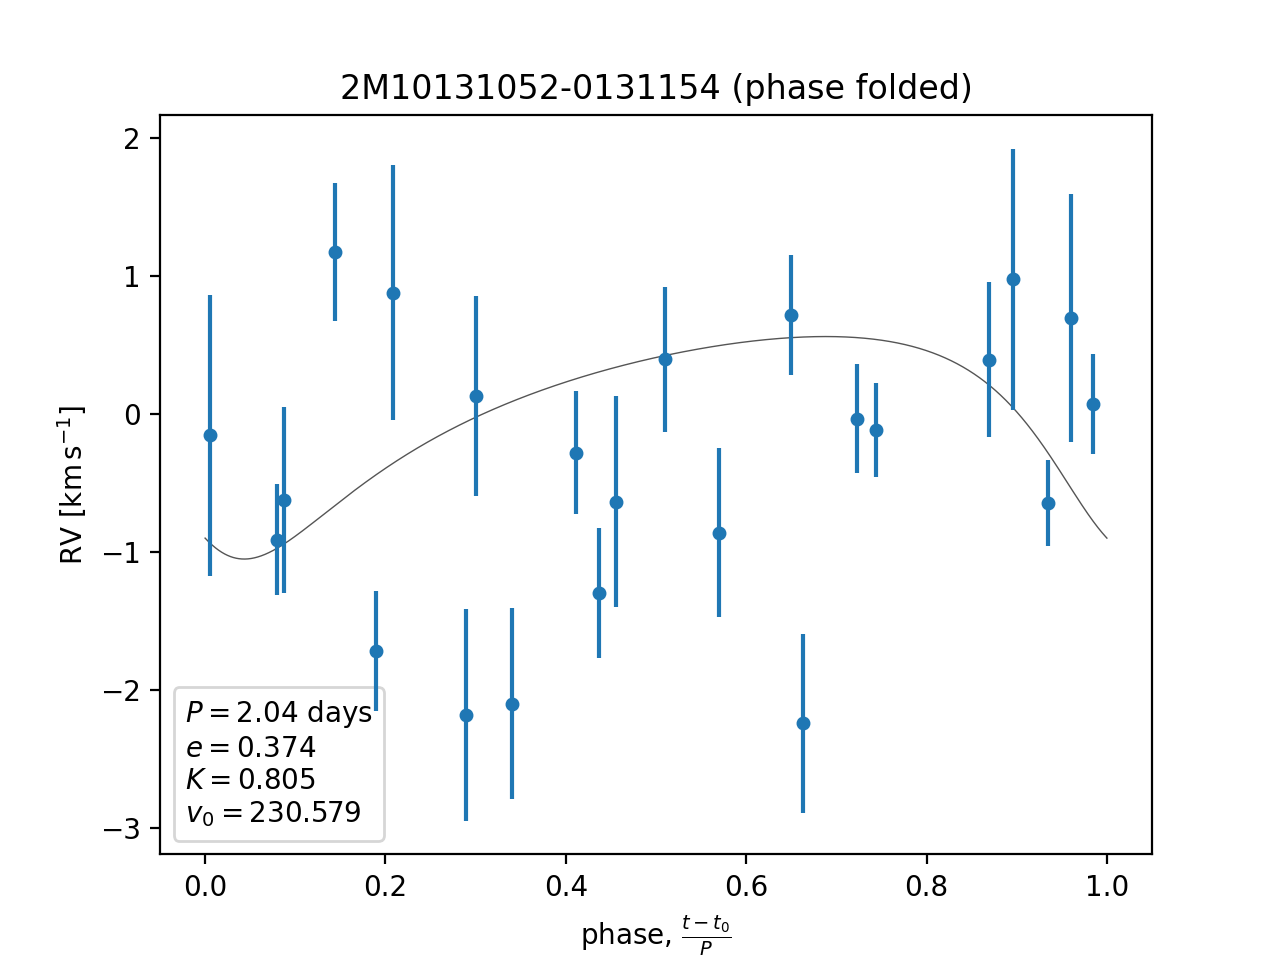 2M10131052-0131154 (phase folded)
RV [km s⁻¹]
2
1
0
−1
−2
−3
P = 2.04 days
e = 0.374
K = 0.805
v₀ = 230.579
0.0 0.2 0.4 0.6 0.8 1.0
phase, (t − t₀)/P